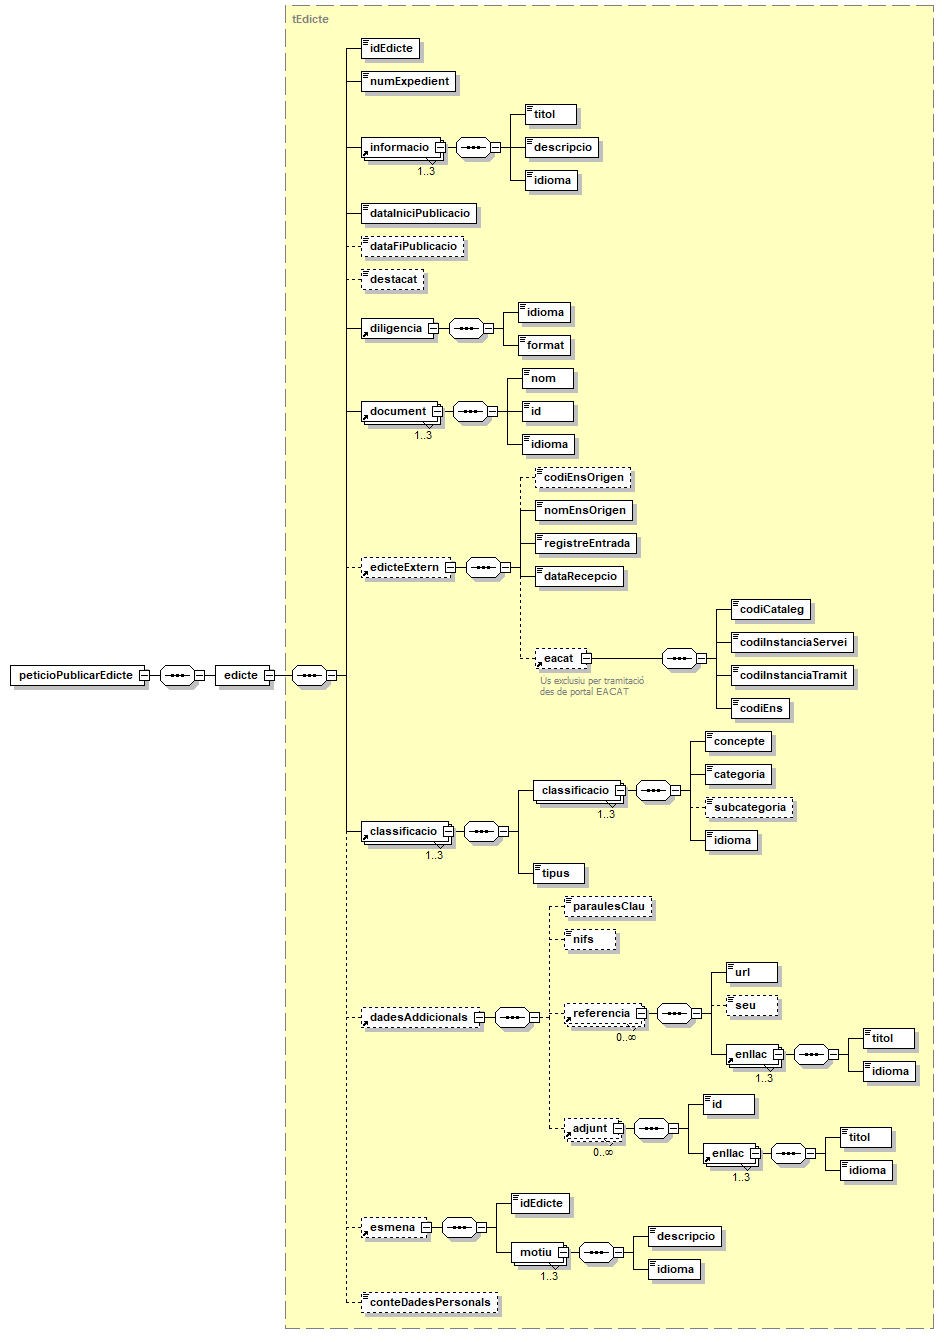 tEdicte
idEdicte
numExpedient
informacio
1..3
titol
descripcio
idioma
dataIniciPublicacio
dataFiPublicacio
destacat
diligencia
idioma
format
document
1..3
nom
id
idioma
edicteExtern
codiEnsOrigen
nomEnsOrigen
registreEntrada
dataRecepcio
eacat
Ús exclusiu per tramitació
des de portal EACAT
codiCataleg
codiInstanciaServei
codiInstanciaTramit
codiEns
peticioPublicarEdicte
edicte
classificacio
1..3
classificacio
1..3
concepte
categoria
subcategoria
idioma
tipus
dadesAddicionals
paraulesClau
nifs
referencia
0..∞
url
seu
enllac
1..3
titol
idioma
adjunt
0..∞
id
enllac
1..3
titol
idioma
esmena
idEdicte
motiu
1..3
descripcio
idioma
conteDadesPersonals